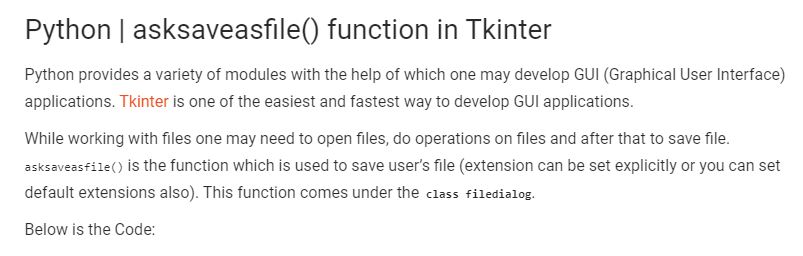 Python | asksaveasfile() function in Tkinter
Python provides a variety of modules with the help of which one may develop GUI (Graphical User Interface)
applications. Tkinter is one of the easiest and fastest way to develop GUI applications.
While working with files one may need to open files, do operations on files and after that to save file.
asksaveasfile() is the function which is used to save user's file (extension can be set explicitly or you can set
default extensions also). This function comes under the class filedialog.
Below is the Code: